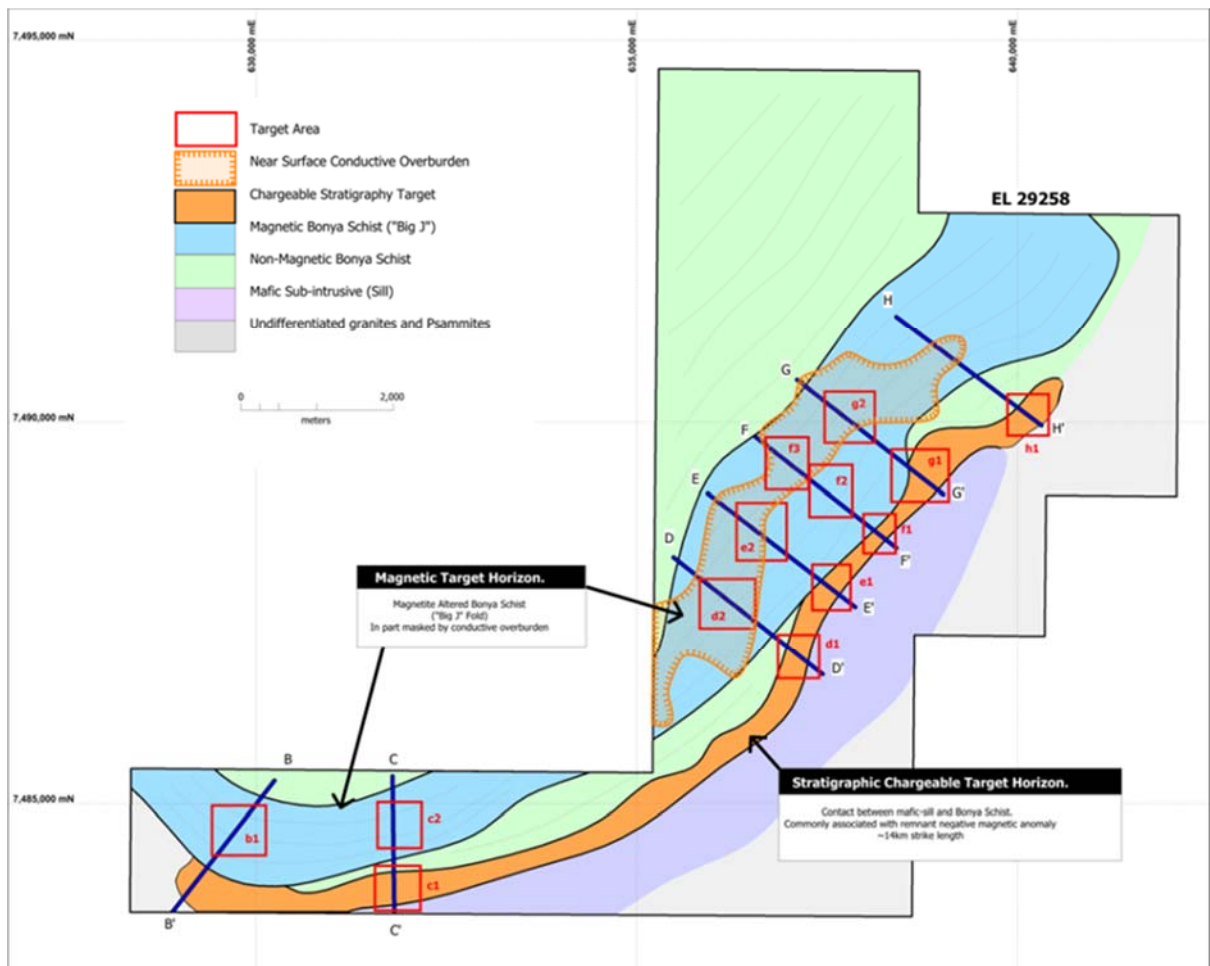 7,495,000 mN
630,000 mE
635,000 mE
640,000 mE
Target Area
Near Surface Conductive Overburden
Chargeable Stratigraphy Target
Magnetic Bonya Schist ("Big J")
Non-Magnetic Bonya Schist
Mafic Sub-intrusive (Sill)
Undifferentiated granites and Psammites
0 2,000
meters
EL 29258
H
G
g2
7,490,000 mN
F
H'
h1
f3
g1
E
f2
G'
f1
D
e2
F'
e1
E'
Magnetic Target Horizon.
Magnetite Altered Bonya Schist
("Big J" Fold)
In part masked by conductive overburden
d2
d1
D'
B
C
Stratigraphic Chargeable Target Horizon.
Contact between mafic-sill and Bonya Schist.
Commonly associated with remnant negative magnetic anomaly
~14km strike length
7,485,000 mN
c2
b1
c1
B'
C'